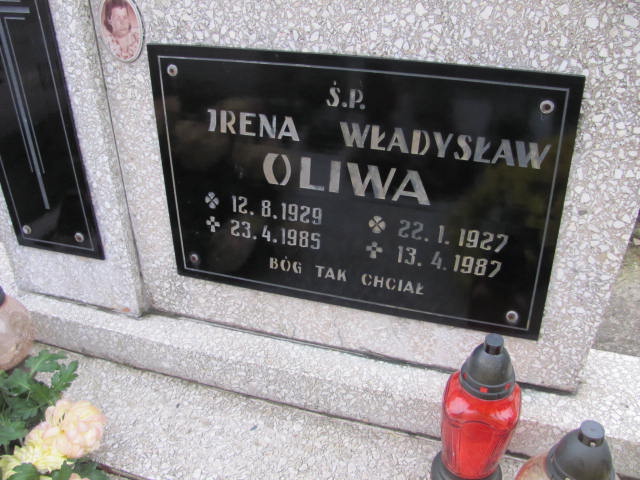 Ś.P.
IRENA WŁADYSŁAW
OLIWA
12.8.1929 22.1.1927
23.4.1985 13.4.1987
BÓG TAK CHCIAŁ